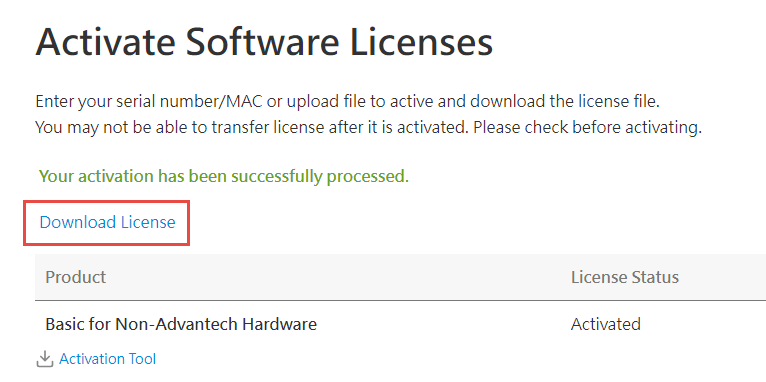 Activate Software Licenses
Enter your serial number/MAC or upload file to active and download the license file.
You may not be able to transfer license after it is activated. Please check before activating.
Your activation has been successfully processed.
Download License
Product License Status
Basic for Non-Advantech Hardware Activated
Activation Tool